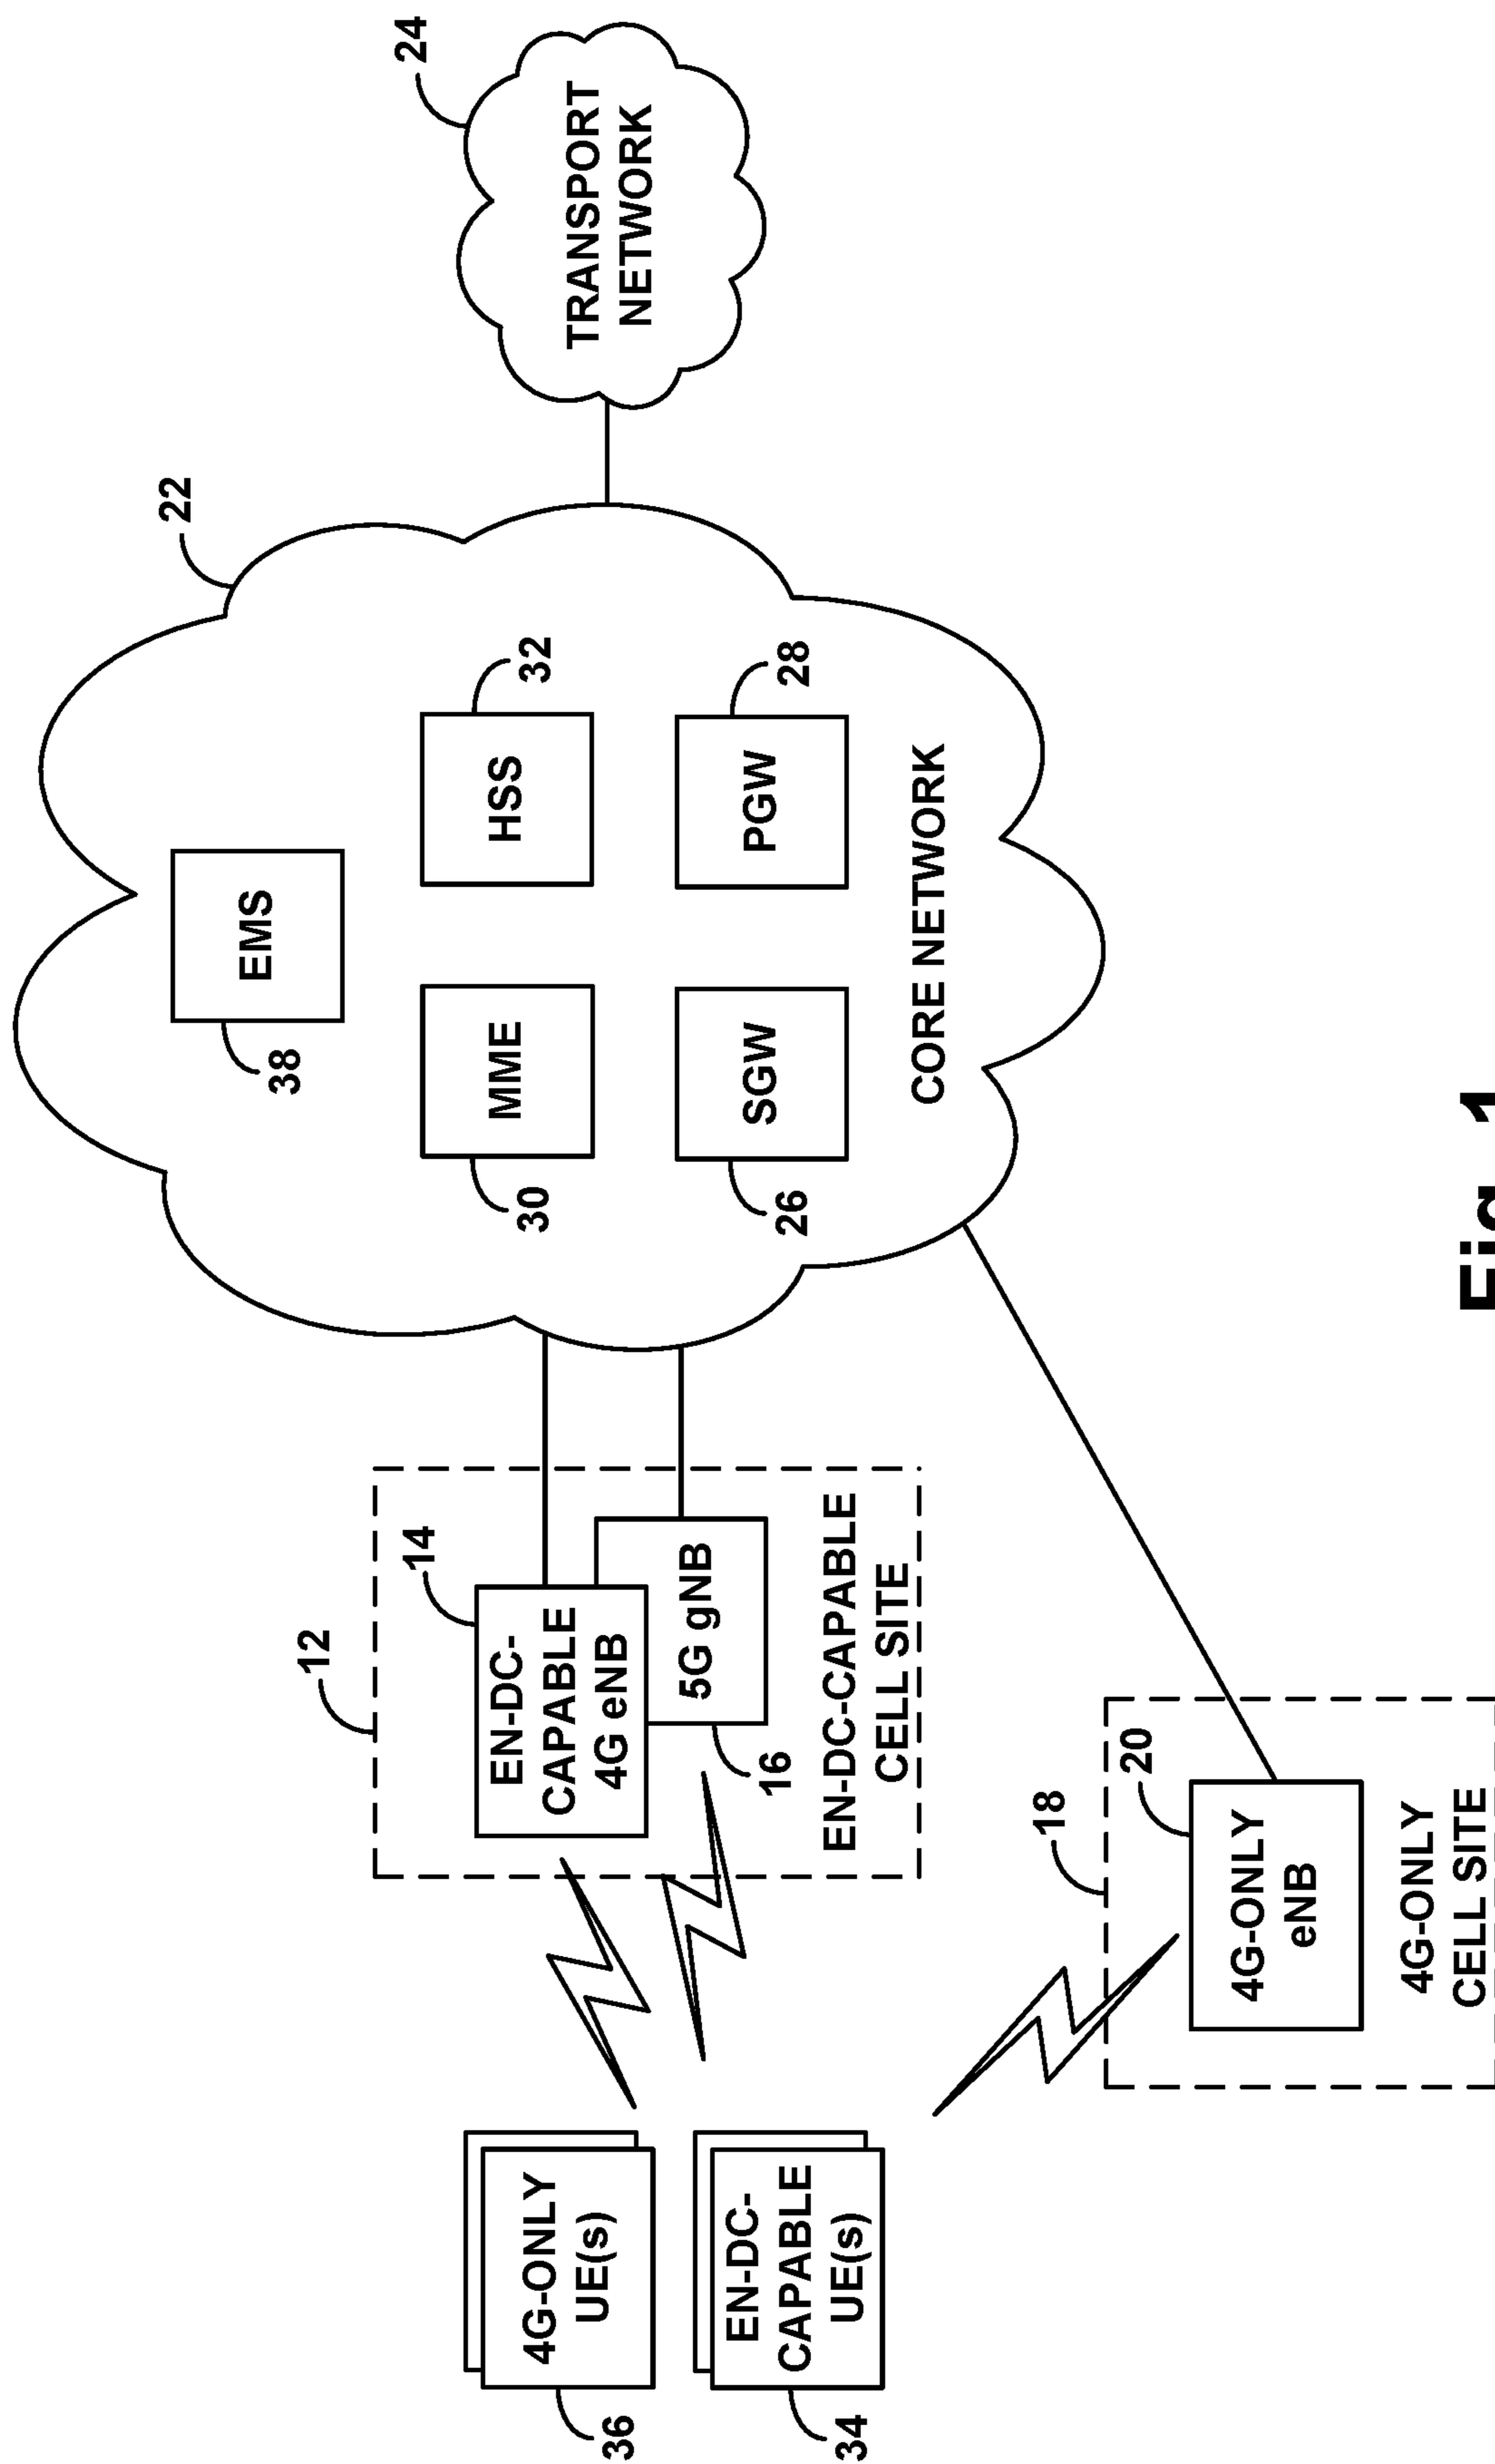 24
TRANSPORT
NETWORK
22
EMS
38
HSS
32
MME
30
PGW
28
SGW
26
CORE NETWORK
12
14
EN-DC-
CAPABLE
4G eNB
5G gNB
16
EN-DC-CAPABLE
CELL SITE
18
20
4G-ONLY
eNB
4G-ONLY
CELL SITE
4G-ONLY
UE(s)
36
EN-DC-
CAPABLE
UE(s)
34
Fig. 1